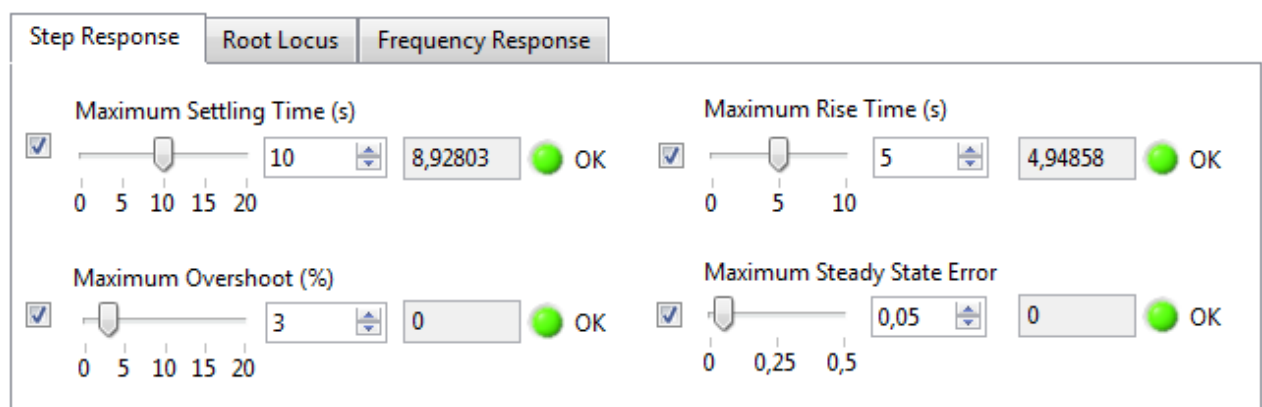 Step Response Root Locus Frequency Response
Maximum Settling Time (s)
10 8,92803 OK
0 5 10 15 20
Maximum Rise Time (s)
5 4,94858 OK
0 5 10
Maximum Overshoot (%)
3 0 OK
0 5 10 15 20
Maximum Steady State Error
0,05 0 OK
0 0,25 0,5